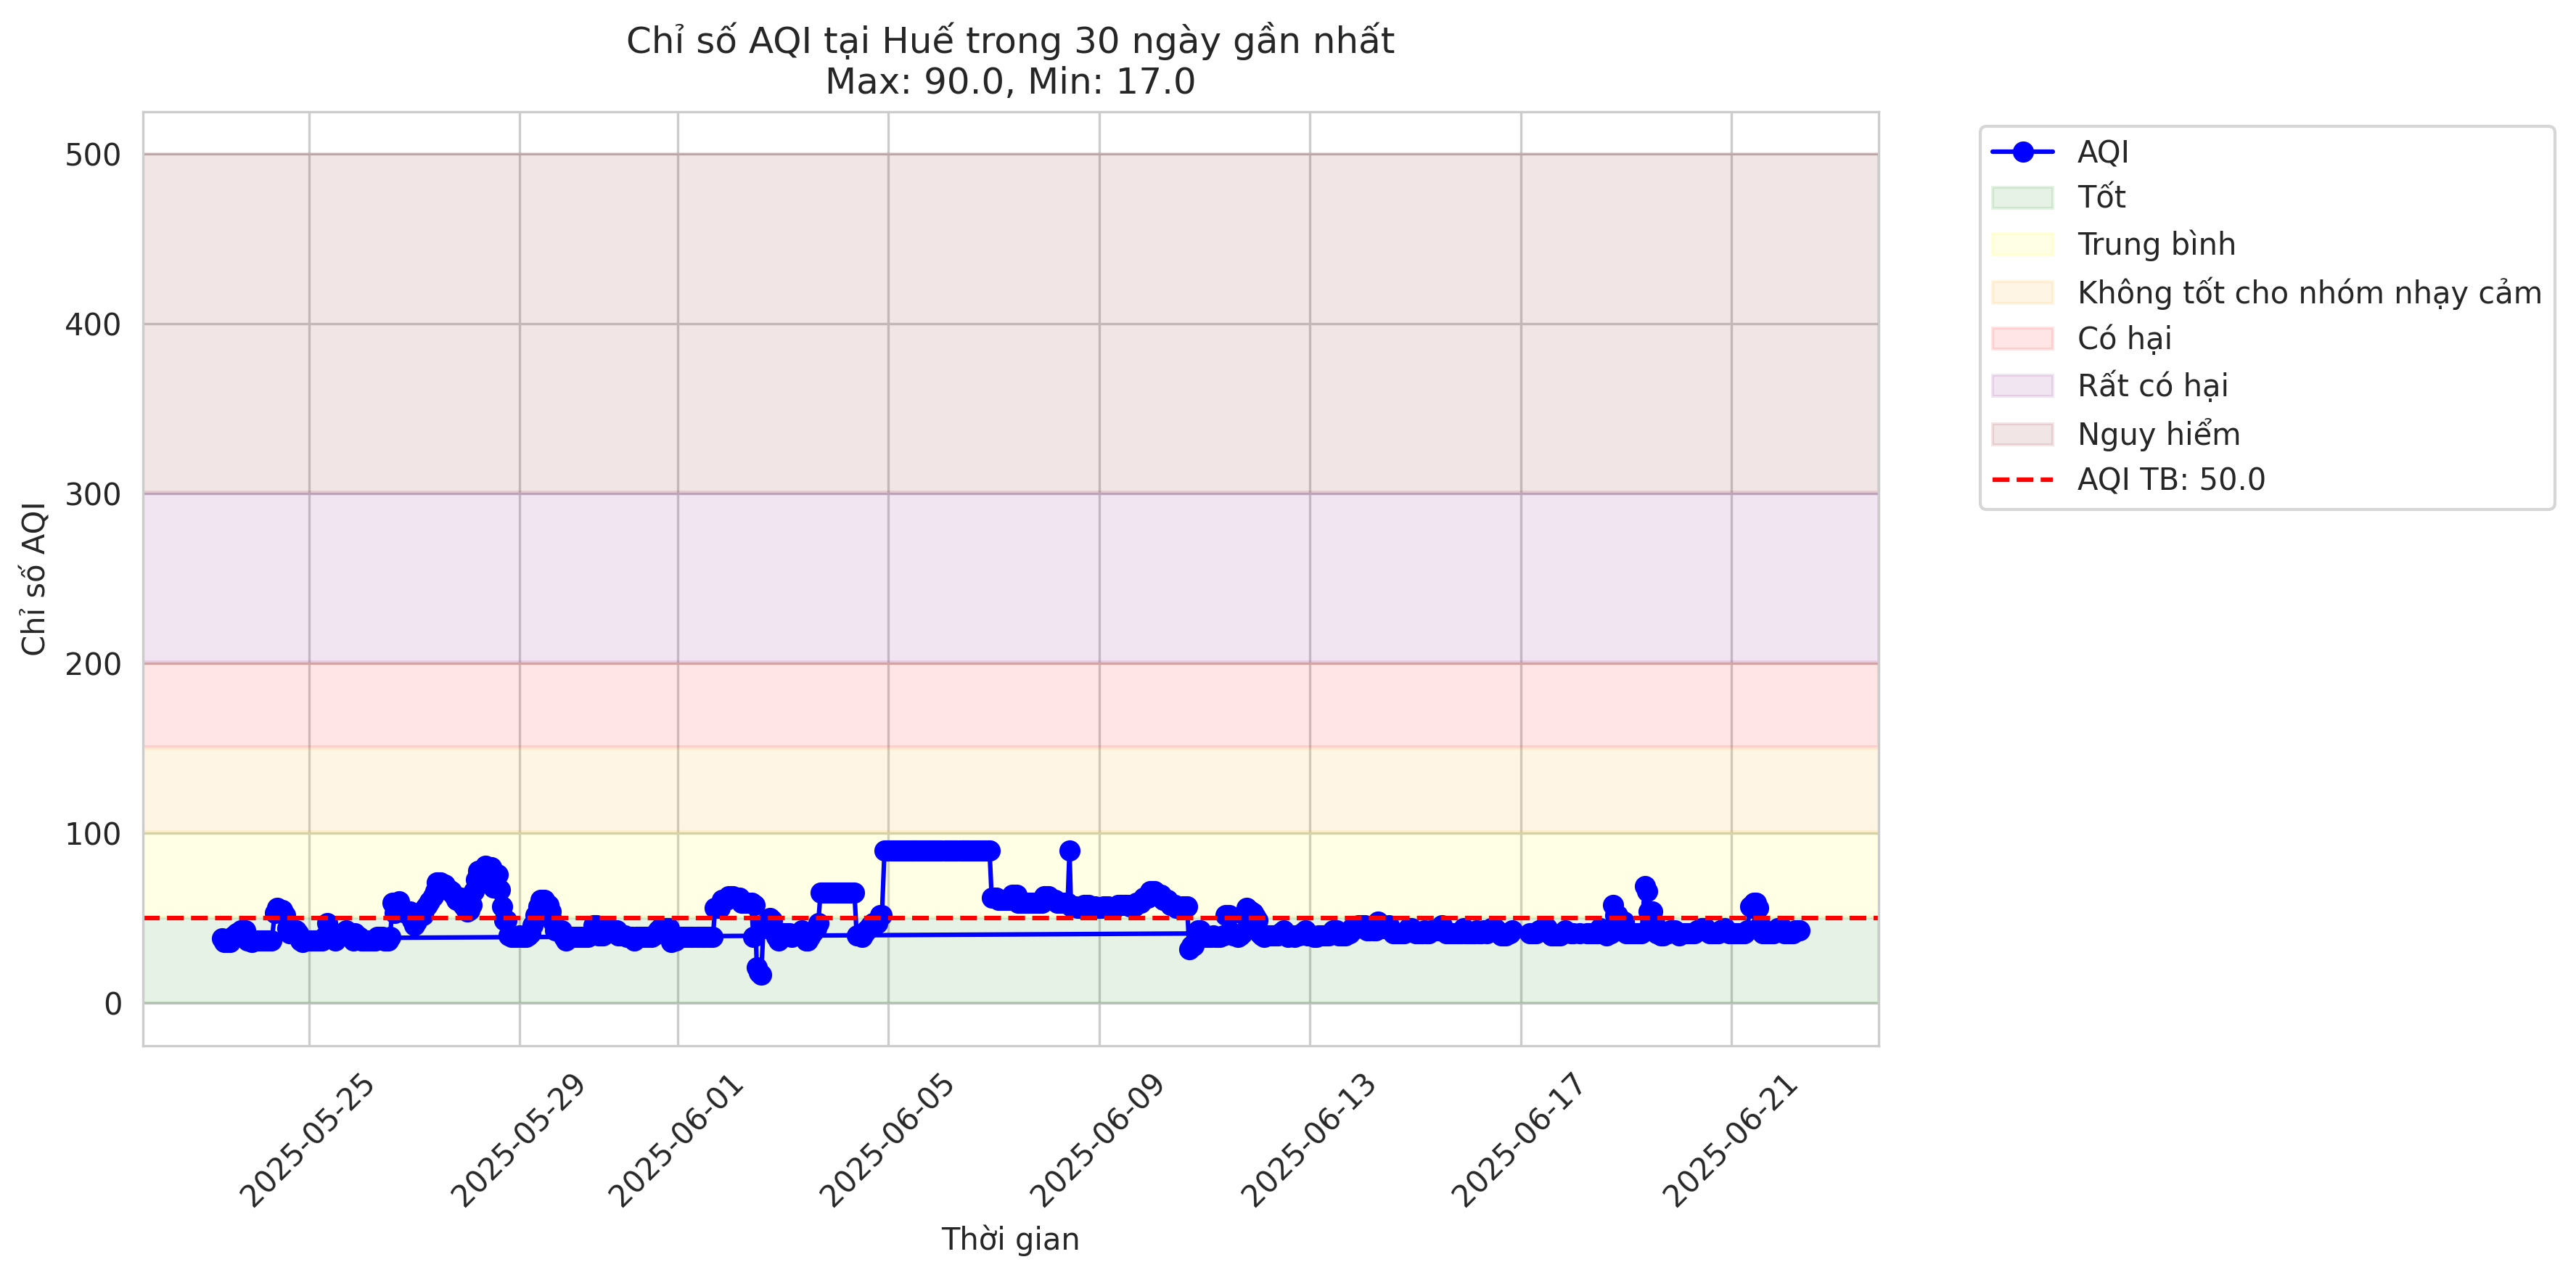 Chỉ số AQI tại Huế trong 30 ngày gần nhất
Max: 90.0, Min: 17.0
Chỉ số AQI
500
400
300
200
100
0
2025-05-25
2025-05-29
2025-06-01
2025-06-05
2025-06-09
2025-06-13
2025-06-17
2025-06-21
Thời gian
AQI
Tốt
Trung bình
Không tốt cho nhóm nhạy cảm
Có hại
Rất có hại
Nguy hiểm
AQI TB: 50.0